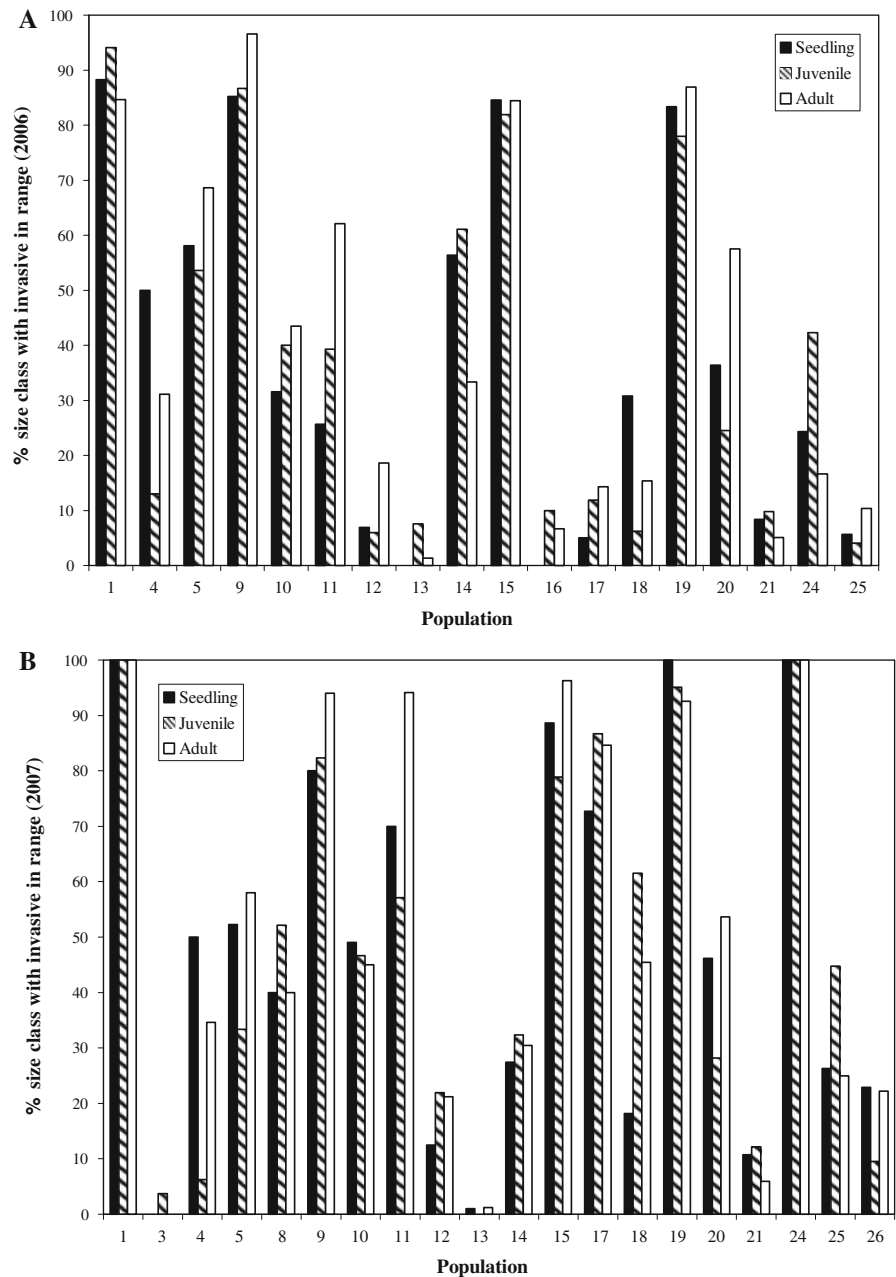 A
% size class with invasive in range (2006)
100
90
80
70
60
50
40
30
20
10
0
Seedling
Juvenile
Adult
1 4 5 9 10 11 12 13 14 15 16 17 18 19 20 21 24 25
Population
B
% size class with invasive in range (2007)
100
90
80
70
60
50
40
30
20
10
0
Seedling
Juvenile
Adult
1 3 4 5 8 9 10 11 12 13 14 15 17 18 19 20 21 24 25 26
Population